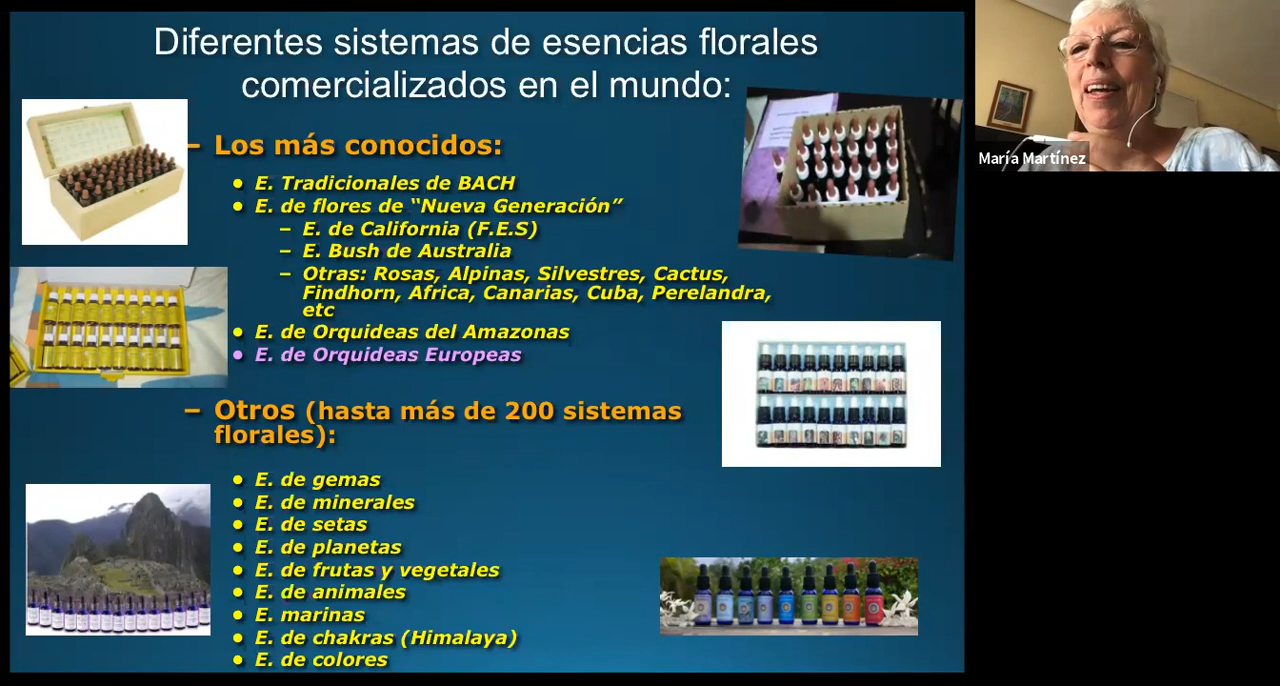 Diferentes sistemas de esencias florales
comercializados en el mundo:
– Los más conocidos:
• E. Tradicionales de BACH
• E. de flores de “Nueva Generación”
– E. de California (F.E.S)
– E. Bush de Australia
– Otras: Rosas, Alpinas, Silvestres, Cactus,
Findhorn, Africa, Canarias, Cuba, Perelandra,
etc
• E. de Orquideas del Amazonas
• E. de Orquideas Europeas
– Otros (hasta más de 200 sistemas
florales):
• E. de gemas
• E. de minerales
• E. de setas
• E. de planetas
• E. de frutas y vegetales
• E. de animales
• E. marinas
• E. de chakras (Himalaya)
• E. de colores
María Martínez